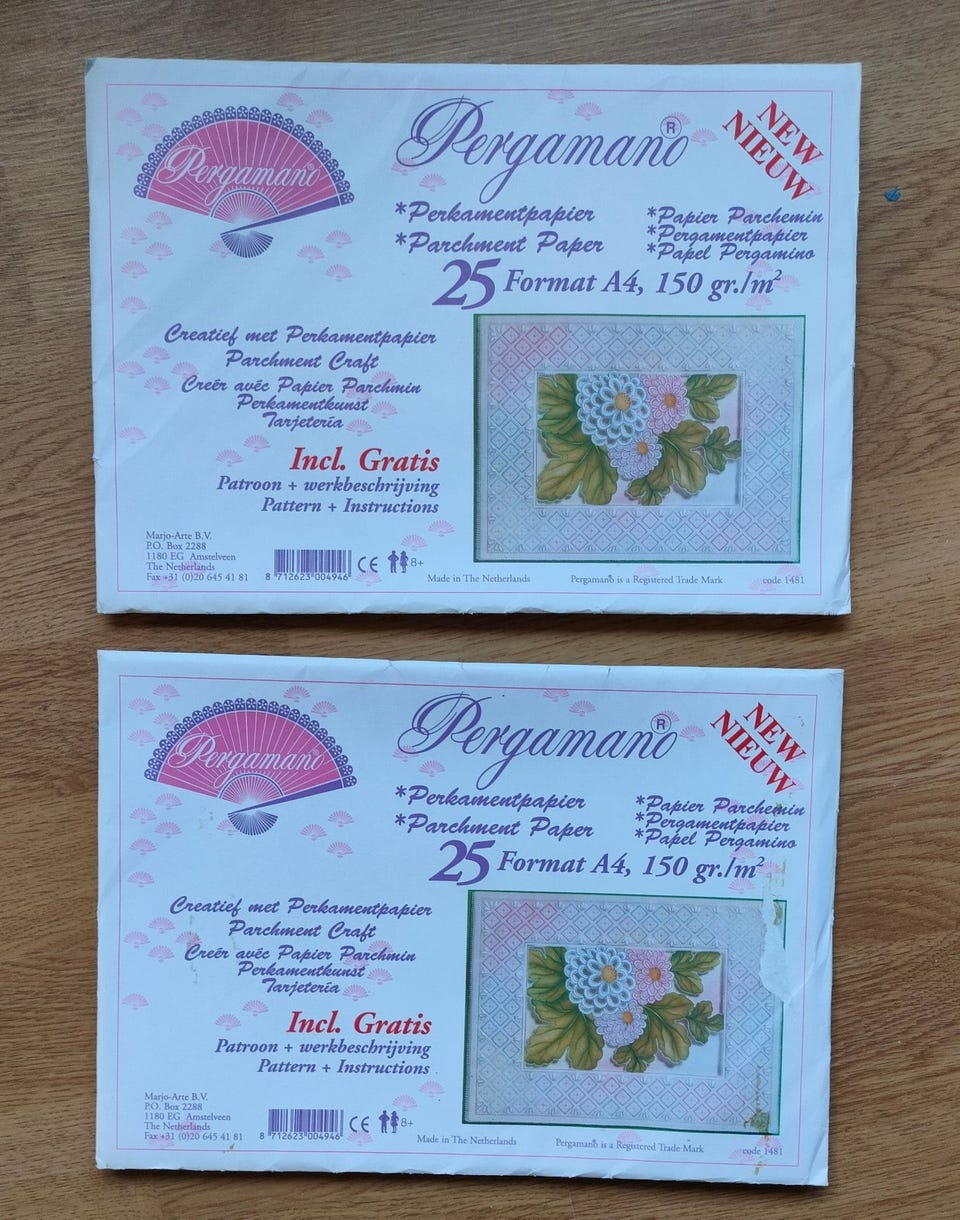 Pergamano®
Pergamano®
NEW
NIEUW
*Perkamentpapier
*Parchment Paper
*Papier Parchemin
*Pergamentpapier
*Papel Pergamino
25 Format A4, 150 gr./m²
Creatief met Perkamentpapier
Parchment Craft
Creër avéc Papier Parchmin
Perkamentkunst
Tarjetería
Incl. Gratis
Patroon + werkbeschrijving
Pattern + Instructions
Marjo-Arte B.V.
P.O. Box 2288
1180 EG Amstelveen
The Netherlands
Fax +31 (0)20 645 41 81
8 712623 004946
CE
8+
Made in The Netherlands
Pergamano is a Registered Trade Mark
code 1481
Pergamano®
Pergamano®
NEW
NIEUW
*Perkamentpapier
*Parchment Paper
*Papier Parchemin
*Pergamentpapier
*Papel Pergamino
25 Format A4, 150 gr./m²
Creatief met Perkamentpapier
Parchment Craft
Creër avéc Papier Parchmin
Perkamentkunst
Tarjetería
Incl. Gratis
Patroon + werkbeschrijving
Pattern + Instructions
Marjo-Arte B.V.
P.O. Box 2288
1180 EG Amstelveen
The Netherlands
Fax +31 (0)20 645 41 81
8 712623 004946
CE
8+
Made in The Netherlands
Pergamano is a Registered Trade Mark
code 1481